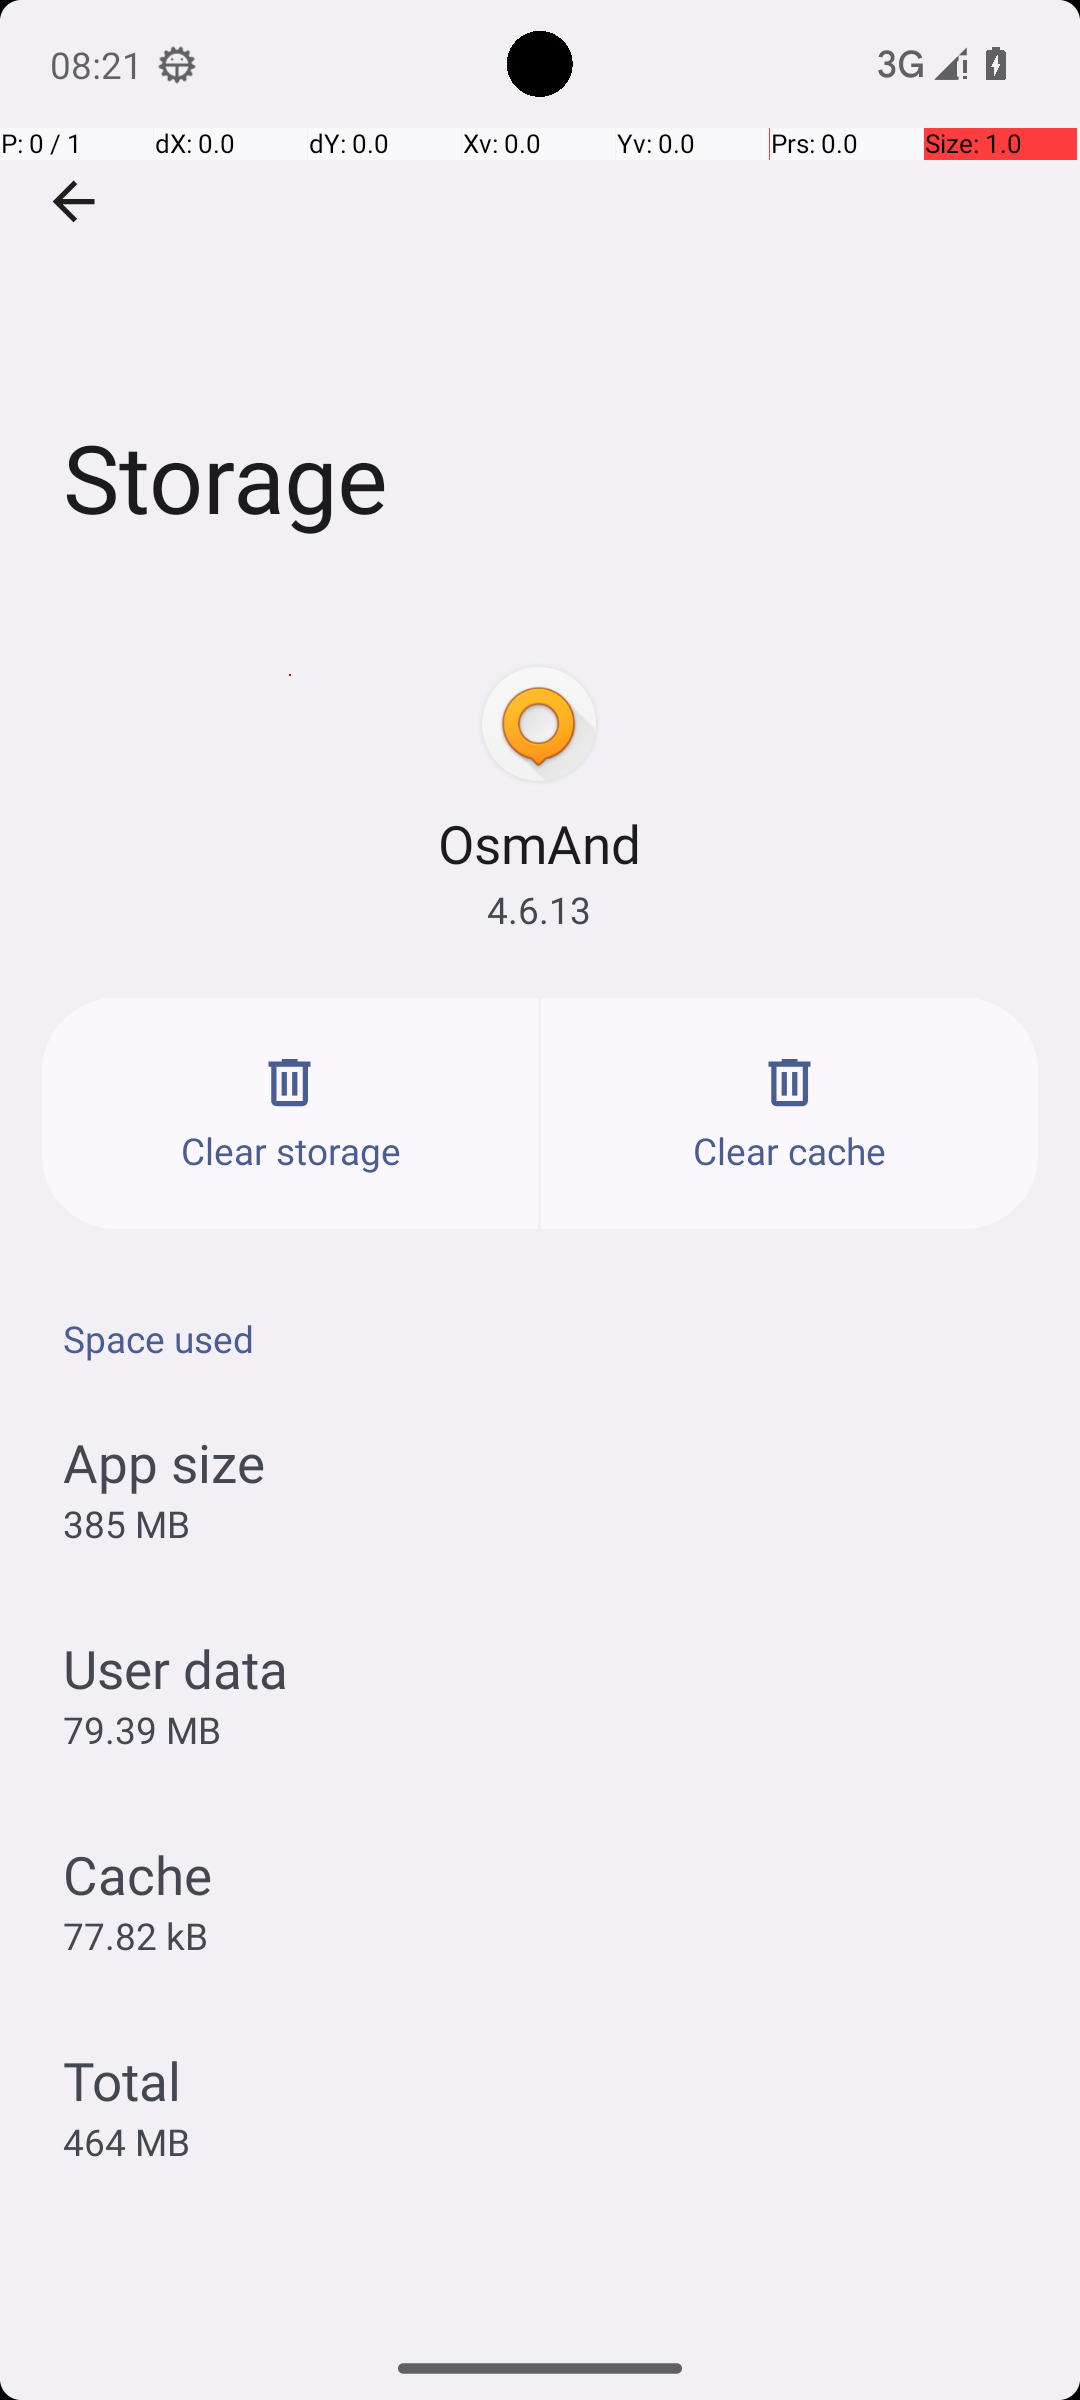 08:21
3G
P: 0 / 1
dX: 0.0
dY: 0.0
Xv: 0.0
Yv: 0.0
Prs: 0.0
Size: 1.0
Storage
OsmAnd
4.6.13
Clear storage
Clear cache
Space used
App size
385 MB
User data
79.39 MB
Cache
77.82 kB
Total
464 MB